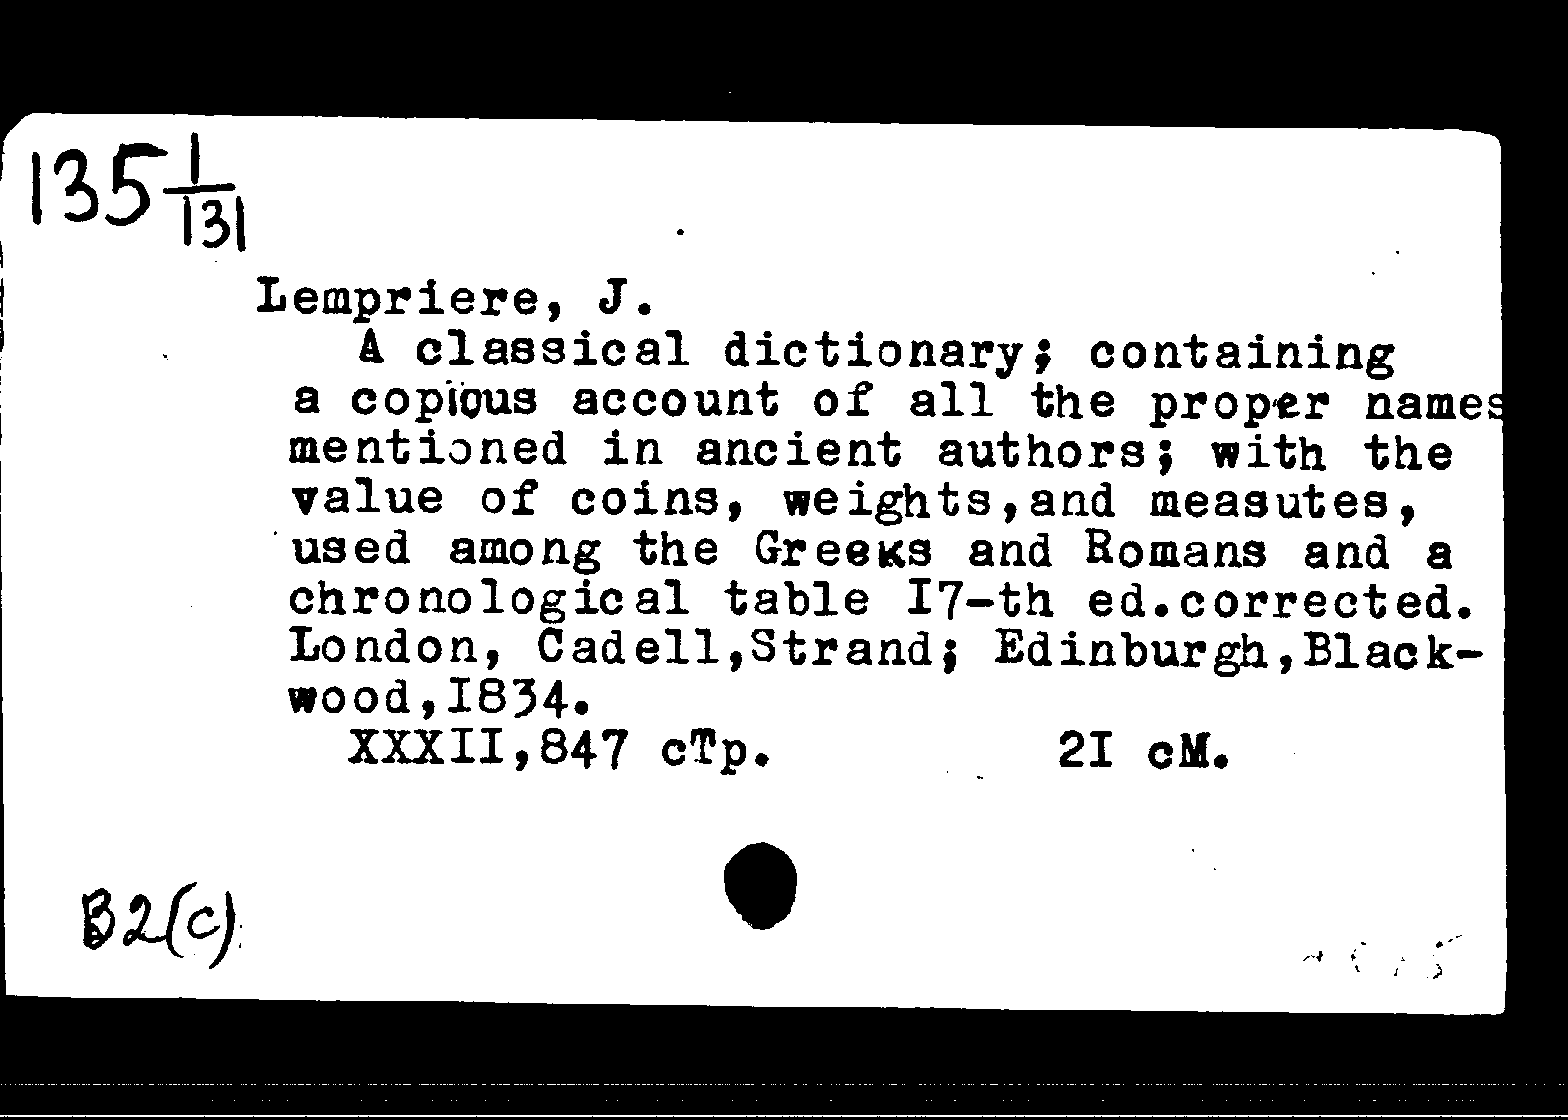 135 1/131
Lempriere, J.
A classical dictionary; containing
a copious account of all the proper names
mentioned in ancient authors; with the
value of coins, weights,and measutes,
used among the Greeks and Romans and a
chronological table I7-th ed.corrected.
London, Cadell,Strand; Edinburgh,Black-
wood,I834.
XXXII,847 cTp. 2I cM.
B2(c)